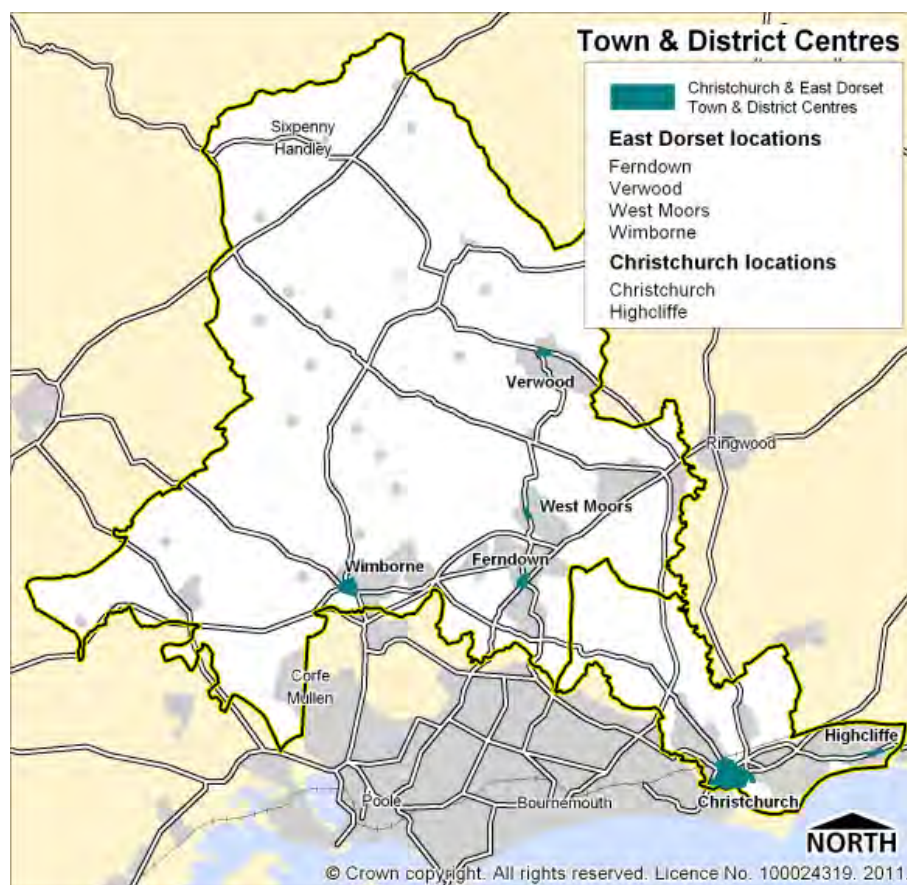 Town & District Centres
Christchurch & East Dorset
Town & District Centres
East Dorset locations
Ferndown
Verwood
West Moors
Wimborne
Christchurch locations
Christchurch
Highcliffe
Sixpenny
Handley
Verwood
Ringwood
West Moors
Wimborne
Ferndown
Corfe
Mullen
Highcliffe
Poole
Bournemouth
Christchurch
NORTH
© Crown copyright. All rights reserved. Licence No. 100024319. 2011